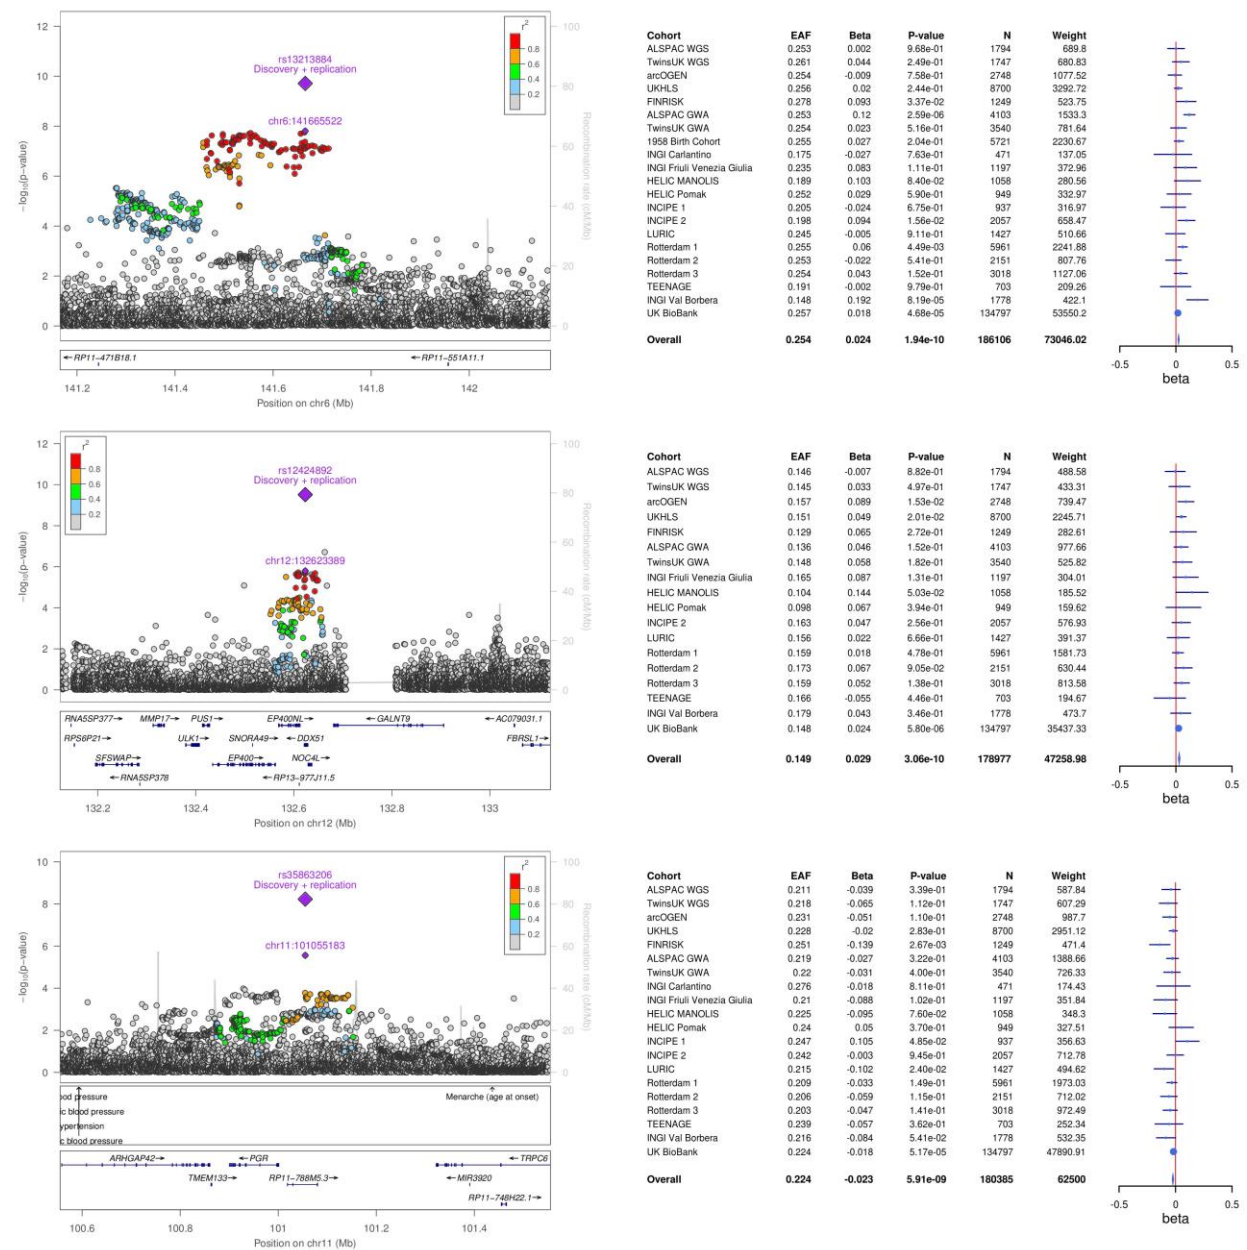 12
10
8
6
4
2
0
−log10(p−value)
100
80
60
40
20
0
Recombination rate (cM/Mb)
r2
0.8
0.6
0.4
0.2
rs13213884
Discovery + replication
chr6:141665522
←RP11−471B18.1
←RP11−551A11.1
141.2 141.4 141.6 141.8 142
Position on chr6 (Mb)
Cohort EAF Beta P-value N Weight
ALSPAC WGS 0.253 0.002 9.68e-01 1794 689.8
TwinsUK WGS 0.261 0.044 2.49e-01 1747 680.83
arcOGEN 0.254 -0.009 7.58e-01 2748 1077.52
UKHLS 0.256 0.02 2.44e-01 8700 3292.72
FINRISK 0.278 0.093 3.37e-02 1249 523.75
ALSPAC GWA 0.253 0.12 2.59e-06 4103 1533.3
TwinsUK GWA 0.254 0.023 5.16e-01 3540 781.64
1958 Birth Cohort 0.255 0.027 2.04e-01 5721 2230.67
INGI Carlantino 0.175 -0.027 7.63e-01 471 137.05
INGI Friuli Venezia Giulia 0.235 0.083 1.11e-01 1197 372.96
HELIC MANOLIS 0.189 0.103 8.40e-02 1058 280.56
HELIC Pomak 0.252 0.029 5.90e-01 949 332.97
INCIPE 1 0.205 -0.024 6.75e-01 937 316.97
INCIPE 2 0.198 0.094 1.56e-02 2057 658.47
LURIC 0.245 -0.005 9.11e-01 1427 510.66
Rotterdam 1 0.255 0.06 4.49e-03 5961 2241.88
Rotterdam 2 0.253 -0.022 5.41e-01 2151 807.76
Rotterdam 3 0.254 0.043 1.52e-01 3018 1127.06
TEENAGE 0.191 -0.002 9.79e-01 703 209.26
INGI Val Borbera 0.148 0.192 8.19e-05 1778 422.1
UK BioBank 0.257 0.018 4.68e-05 134797 53550.2
Overall 0.254 0.024 1.94e-10 186106 73046.02
-0.5 0 0.5
beta
12
10
8
6
4
2
0
−log10(p−value)
100
80
60
40
20
0
Recombination rate (cM/Mb)
r2
0.8
0.6
0.4
0.2
rs12424892
Discovery + replication
chr12:132623389
RNA5SP377→ MMP17→ PUS1→ EP400NL→ ←GALNT9 ←AC079031.1
RPS6P21→ ULK1→ SNORA49→ ←DDX51 FBRSL1→
SFSWAP→ EP400→ NOC4L→
←RNA5SP378 ←RP13−977J11.5
132.2 132.4 132.6 132.8 133
Position on chr12 (Mb)
Cohort EAF Beta P-value N Weight
ALSPAC WGS 0.146 -0.007 8.82e-01 1794 488.58
TwinsUK WGS 0.145 0.033 4.97e-01 1747 433.31
arcOGEN 0.157 0.089 1.53e-02 2748 739.47
UKHLS 0.151 0.049 2.01e-02 8700 2245.71
FINRISK 0.129 0.065 2.72e-01 1249 282.61
ALSPAC GWA 0.136 0.046 1.52e-01 4103 977.66
TwinsUK GWA 0.148 0.058 1.82e-01 3540 525.82
INGI Friuli Venezia Giulia 0.165 0.087 1.31e-01 1197 304.01
HELIC MANOLIS 0.104 0.144 5.03e-02 1058 185.52
HELIC Pomak 0.098 0.067 3.94e-01 949 159.62
INCIPE 2 0.163 0.047 2.56e-01 2057 576.93
LURIC 0.156 0.022 6.66e-01 1427 391.37
Rotterdam 1 0.159 0.018 4.78e-01 5961 1581.73
Rotterdam 2 0.173 0.067 9.05e-02 2151 630.44
Rotterdam 3 0.159 0.052 1.38e-01 3018 813.58
TEENAGE 0.166 -0.055 4.46e-01 703 194.67
INGI Val Borbera 0.179 0.043 3.46e-01 1778 473.7
UK BioBank 0.148 0.024 5.80e-06 134797 35437.33
Overall 0.149 0.029 3.06e-10 178977 47258.98
-0.5 0 0.5
beta
10
8
6
4
2
0
−log10(p−value)
100
80
60
40
20
0
Recombination rate (cM/Mb)
r2
0.8
0.6
0.4
0.2
rs35863206
Discovery + replication
chr11:101055183
od pressure Menarche (age at onset)
ic blood pressure
ypertension
c blood pressure
ARHGAP42→ ←PGR ←TRPC6
TMEM133→ RP11−788M5.3→ ←MIR3920
RP11−748H22.1→
100.6 100.8 101 101.2 101.4
Position on chr11 (Mb)
Cohort EAF Beta P-value N Weight
ALSPAC WGS 0.211 -0.039 3.39e-01 1794 587.84
TwinsUK WGS 0.218 -0.065 1.12e-01 1747 607.29
arcOGEN 0.231 -0.051 1.10e-01 2748 987.7
UKHLS 0.228 -0.02 2.83e-01 8700 2951.12
FINRISK 0.251 -0.139 2.67e-03 1249 471.4
ALSPAC GWA 0.219 -0.027 3.22e-01 4103 1388.66
TwinsUK GWA 0.22 -0.031 4.00e-01 3540 726.33
INGI Carlantino 0.276 -0.018 8.11e-01 471 174.43
INGI Friuli Venezia Giulia 0.21 -0.088 1.02e-01 1197 351.84
HELIC MANOLIS 0.225 -0.095 7.60e-02 1058 348.3
HELIC Pomak 0.24 0.05 3.70e-01 949 327.51
INCIPE 1 0.247 0.105 4.85e-02 937 356.63
INCIPE 2 0.242 -0.003 9.45e-01 2057 712.78
LURIC 0.215 -0.102 2.40e-02 1427 494.62
Rotterdam 1 0.209 -0.033 1.49e-01 5961 1973.03
Rotterdam 2 0.206 -0.059 1.15e-01 2151 712.02
Rotterdam 3 0.203 -0.047 1.41e-01 3018 972.49
TEENAGE 0.239 -0.057 3.62e-01 703 252.34
INGI Val Borbera 0.216 -0.084 5.41e-02 1778 532.35
UK BioBank 0.224 -0.018 5.17e-05 134797 47890.91
Overall 0.224 -0.023 5.91e-09 180385 62500
-0.5 0 0.5
beta